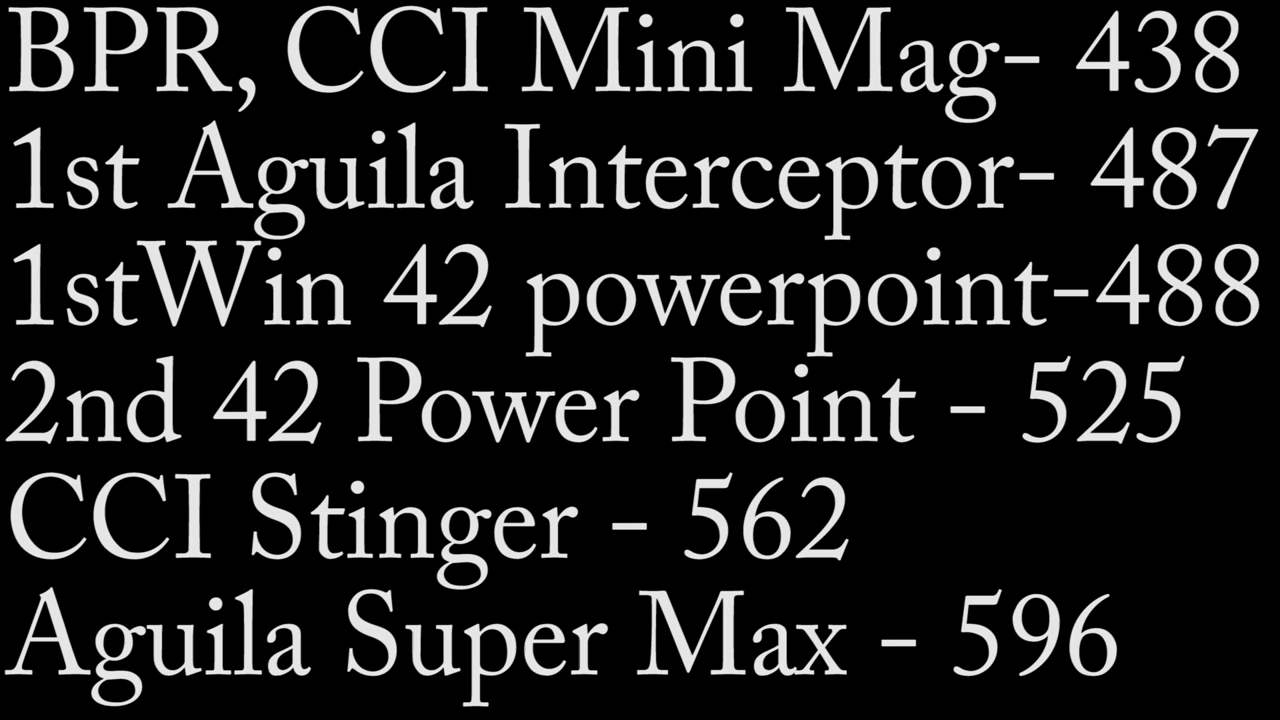 BPR, CCI Mini Mag- 438
1st Aguila Interceptor- 487
1stWin 42 powerpoint-488
2nd 42 Power Point - 525
CCI Stinger - 562
Aguila Super Max - 596